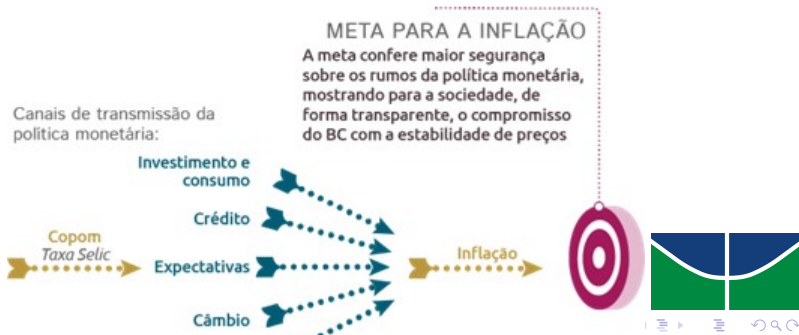 META PARA A INFLAÇÃO
A meta confere maior segurança
sobre os rumos da política monetária,
mostrando para a sociedade, de
forma transparente, o compromisso
do BC com a estabilidade de preços
Canais de transmissão da
política monetária:
Investimento e
consumo
Crédito
Copom
Taxa Selic
Expectativas
Inflação
Câmbio